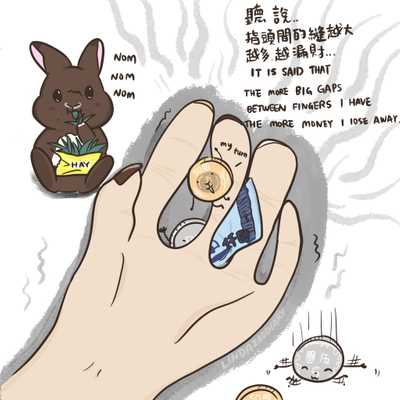 聽說..
指頭間的縫越大
越多越漏財...
IT IS SAID THAT
THE MORE BIG GAPS
BETWEEN FINGERS I HAVE
THE MORE MONEY I LOSE AWAY.
NOM
NOM
NOM
HAY
my turn